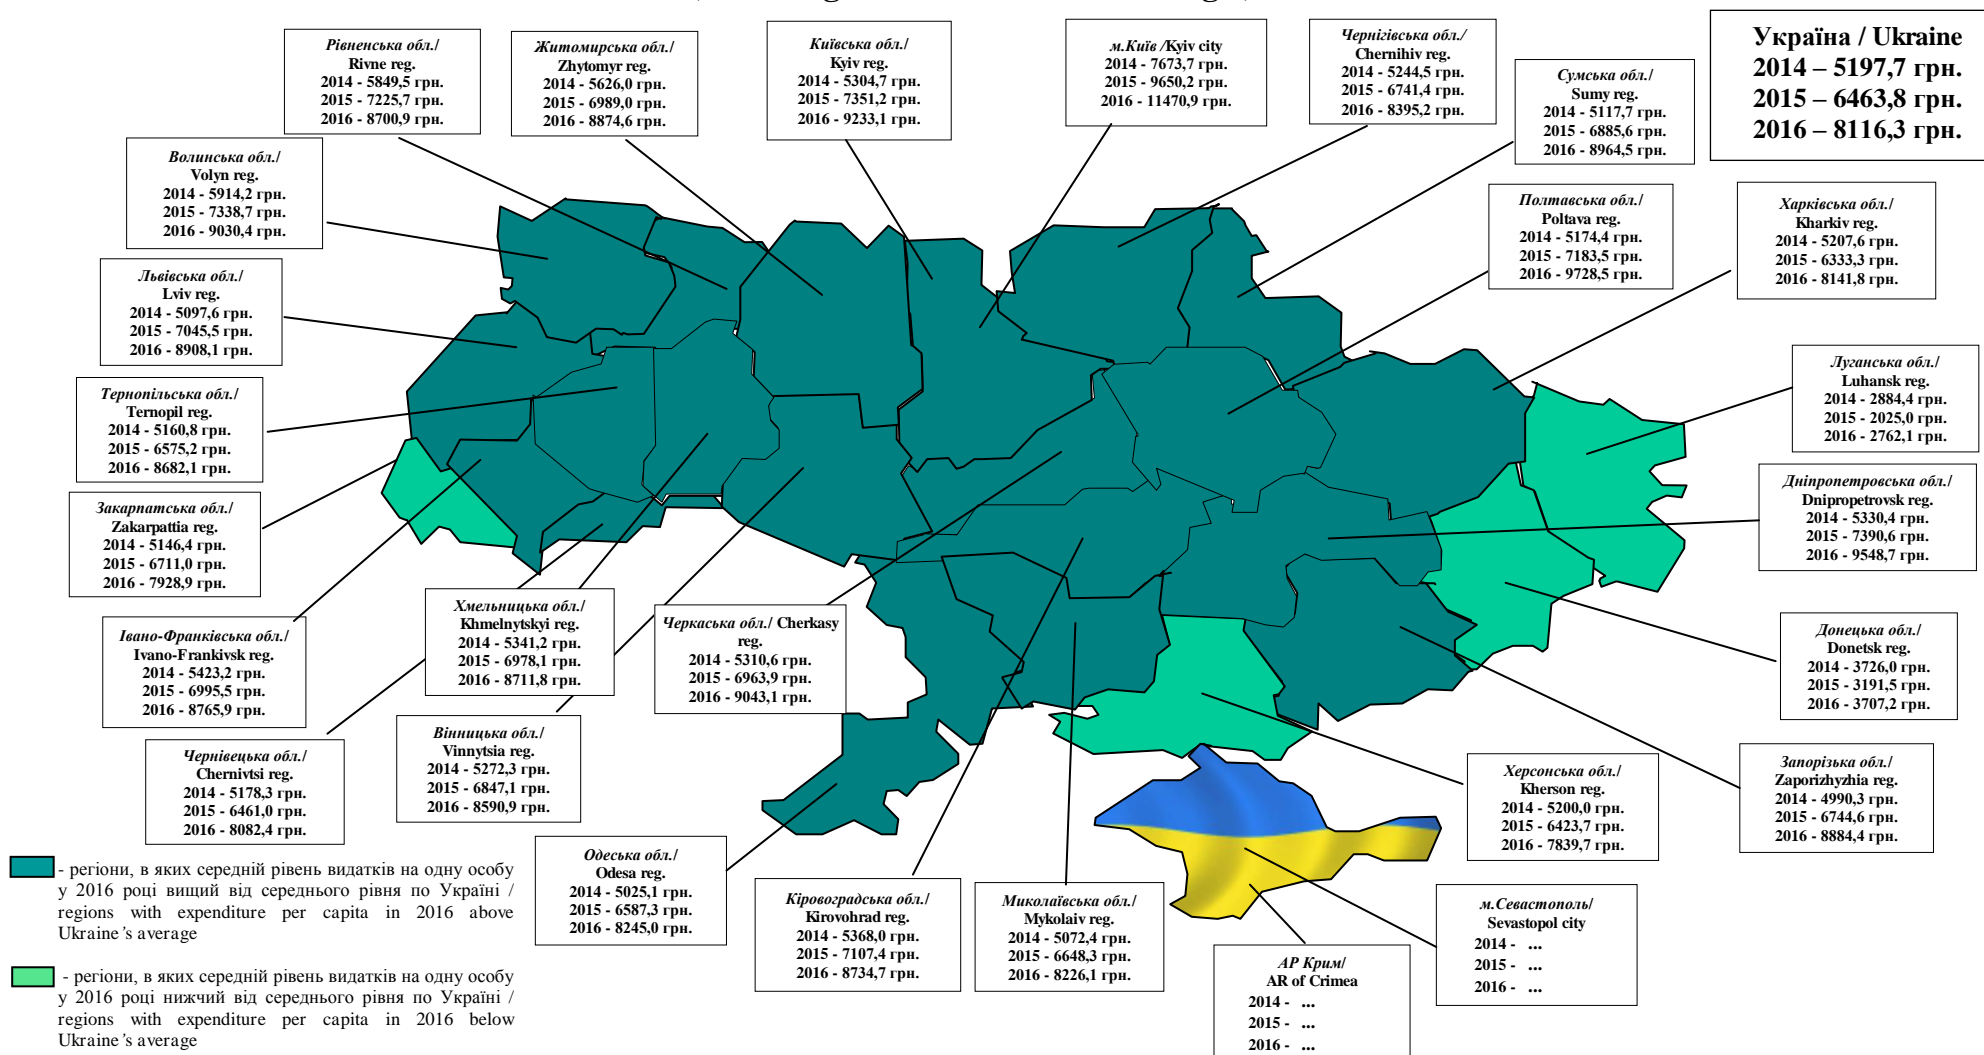 Рівненська обл./
Rivne reg.
2014 - 5849,5 грн.
2015 - 7225,7 грн.
2016 - 8700,9 грн.
Житомирська обл./
Zhytomyr reg.
2014 - 5626,0 грн.
2015 - 6989,0 грн.
2016 - 8874,6 грн.
Київська обл./
Kyiv reg.
2014 - 5304,7 грн.
2015 - 7351,2 грн.
2016 - 9233,1 грн.
м.Київ /Kyiv city
2014 - 7673,7 грн.
2015 - 9650,2 грн.
2016 - 11470,9 грн.
Чернігівська обл./
Chernihiv reg.
2014 - 5244,5 грн.
2015 - 6741,4 грн.
2016 - 8395,2 грн.
Сумська обл./
Sumy reg.
2014 - 5117,7 грн.
2015 - 6885,6 грн.
2016 - 8964,5 грн.
Україна / Ukraine
2014 – 5197,7 грн.
2015 – 6463,8 грн.
2016 – 8116,3 грн.
Волинська обл./
Volyn reg.
2014 - 5914,2 грн.
2015 - 7338,7 грн.
2016 - 9030,4 грн.
Полтавська обл./
Poltava reg.
2014 - 5174,4 грн.
2015 - 7183,5 грн.
2016 - 9728,5 грн.
Харківська обл./
Kharkiv reg.
2014 - 5207,6 грн.
2015 - 6333,3 грн.
2016 - 8141,8 грн.
Львівська обл./
Lviv reg.
2014 - 5097,6 грн.
2015 - 7045,5 грн.
2016 - 8908,1 грн.
Луганська обл./
Luhansk reg.
2014 - 2884,4 грн.
2015 - 2025,0 грн.
2016 - 2762,1 грн.
Тернопільська обл./
Ternopil reg.
2014 - 5160,8 грн.
2015 - 6575,2 грн.
2016 - 8682,1 грн.
Дніпропетровська обл./
Dnipropetrovsk reg.
2014 - 5330,4 грн.
2015 - 7390,6 грн.
2016 - 9548,7 грн.
Закарпатська обл./
Zakarpattia reg.
2014 - 5146,4 грн.
2015 - 6711,0 грн.
2016 - 7928,9 грн.
Івано-Франківська обл./
Ivano-Frankivsk reg.
2014 - 5423,2 грн.
2015 - 6995,5 грн.
2016 - 8765,9 грн.
Хмельницька обл./
Khmelnytskyi reg.
2014 - 5341,2 грн.
2015 - 6978,1 грн.
2016 - 8711,8 грн.
Черкаська обл./ Cherkasy
reg.
2014 - 5310,6 грн.
2015 - 6963,9 грн.
2016 - 9043,1 грн.
Донецька обл./
Donetsk reg.
2014 - 3726,0 грн.
2015 - 3191,5 грн.
2016 - 3707,2 грн.
Чернівецька обл./
Chernivtsi reg.
2014 - 5178,3 грн.
2015 - 6461,0 грн.
2016 - 8082,4 грн.
Вінницька обл./
Vinnytsia reg.
2014 - 5272,3 грн.
2015 - 6847,1 грн.
2016 - 8590,9 грн.
Херсонська обл./
Kherson reg.
2014 - 5200,0 грн.
2015 - 6423,7 грн.
2016 - 7839,7 грн.
Запорізька обл./
Zaporizhyzhia reg.
2014 - 4990,3 грн.
2015 - 6744,6 грн.
2016 - 8884,4 грн.
Одеська обл./
Odesa reg.
2014 - 5025,1 грн.
2015 - 6587,3 грн.
2016 - 8245,0 грн.
Кіровоградська обл./
Kirovohrad reg.
2014 - 5368,0 грн.
2015 - 7107,4 грн.
2016 - 8734,7 грн.
Миколаївська обл./
Mykolaiv reg.
2014 - 5072,4 грн.
2015 - 6648,3 грн.
2016 - 8226,1 грн.
м.Севастополь/
Sevastopol city
2014 - ...
2015 - ...
2016 - ...
АР Крим/
AR of Crimea
2014 - ...
2015 - ...
2016 - ...
- регіони, в яких середній рівень видатків на одну особу
у 2016 році вищий від середнього рівня по Україні /
regions with expenditure per capita in 2016 above
Ukraine's average
- регіони, в яких середній рівень видатків на одну особу
у 2016 році нижчий від середнього рівня по Україні /
regions with expenditure per capita in 2016 below
Ukraine's average